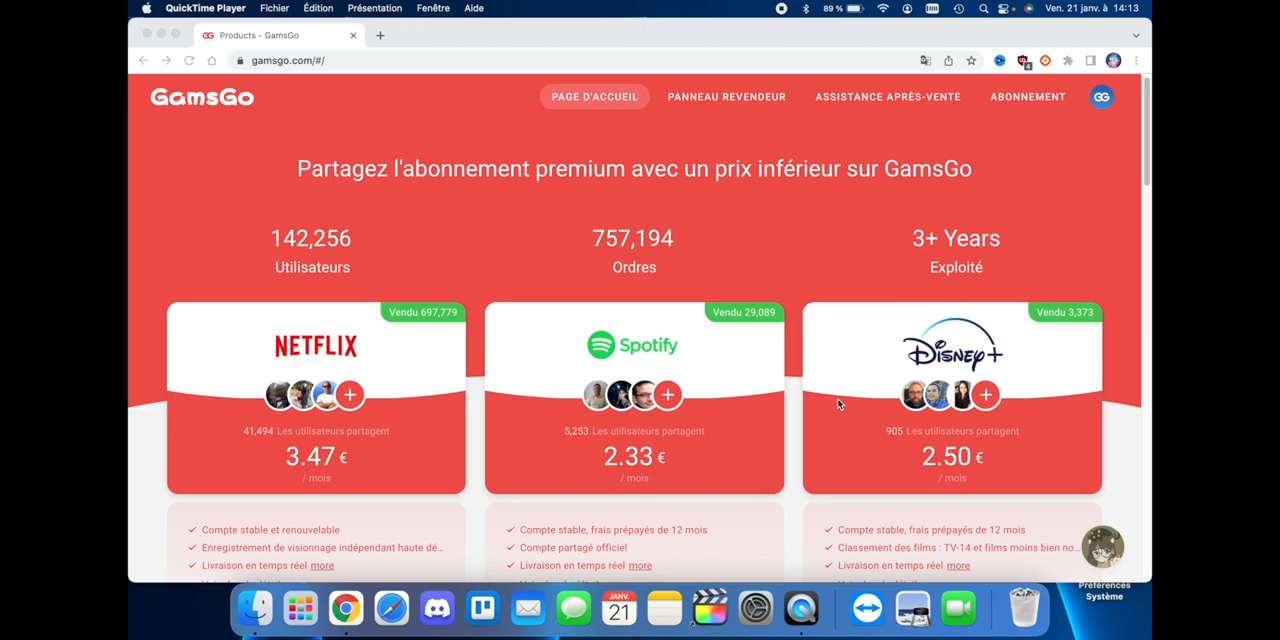 QuickTime Player Fichier Édition Présentation Fenêtre Aide 89 % Ven. 21 janv. à 14:13
Products - GamsGo
gamsgo.com/#/
GamsGo PAGE D'ACCUEIL PANNEAU REVENDEUR ASSISTANCE APRÈS-VENTE ABONNEMENT GG
Partagez l'abonnement premium avec un prix inférieur sur GamsGo
142,256 757,194 3+ Years
Utilisateurs Ordres Exploité
Vendu 697,779 Vendu 29,089 Vendu 3,373
NETFLIX Spotify Disney+
41,494 Les utilisateurs partagent 5,253 Les utilisateurs partagent 905 Les utilisateurs partagent
3.47 € 2.33 € 2.50 €
/ mois / mois / mois
Compte stable et renouvelable Compte stable, frais prépayés de 12 mois Compte stable, frais prépayés de 12 mois
Enregistrement de visionnage indépendant haute dé... Compte partagé officiel Classement des films : TV-14 et films moins bien no...
Livraison en temps réel more Livraison en temps réel more Livraison en temps réel more
Préférences
Système
JANV.
21